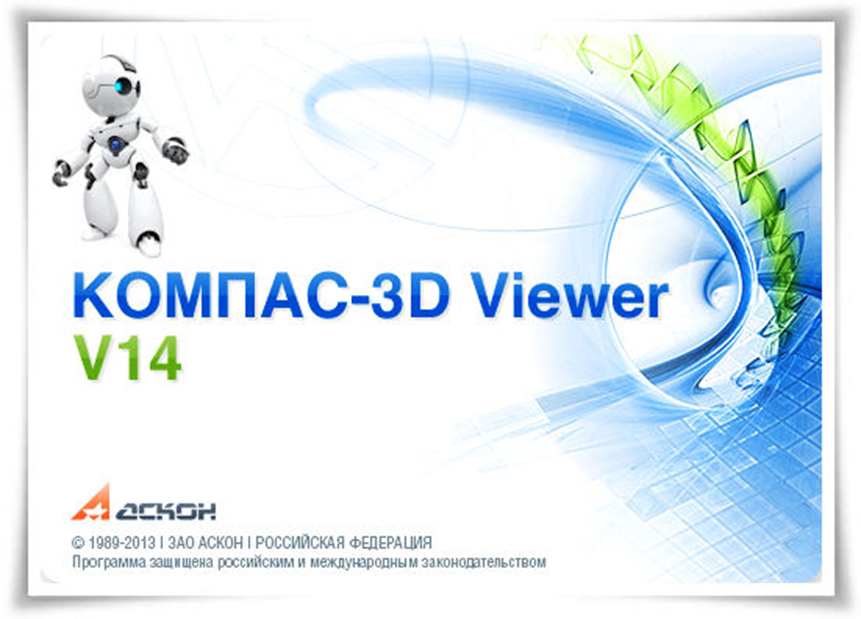 КОМПАС-3D Viewer
V14
АСКОН
© 1989-2013 | ЗАО АСКОН | РОССИЙСКАЯ ФЕДЕРАЦИЯ
Программа защищена российским и международным законодательством